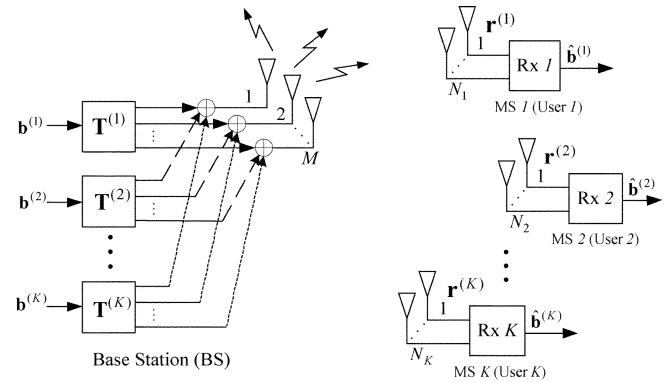 b^(1)
T^(1)
1
2
M
b^(2)
T^(2)
b^(K)
T^(K)
Base Station (BS)
r^(1)
1
N_1
Rx 1
b̂^(1)
MS 1 (User 1)
r^(2)
1
N_2
Rx 2
b̂^(2)
MS 2 (User 2)
r^(K)
1
N_K
Rx K
b̂^(K)
MS K (User K)